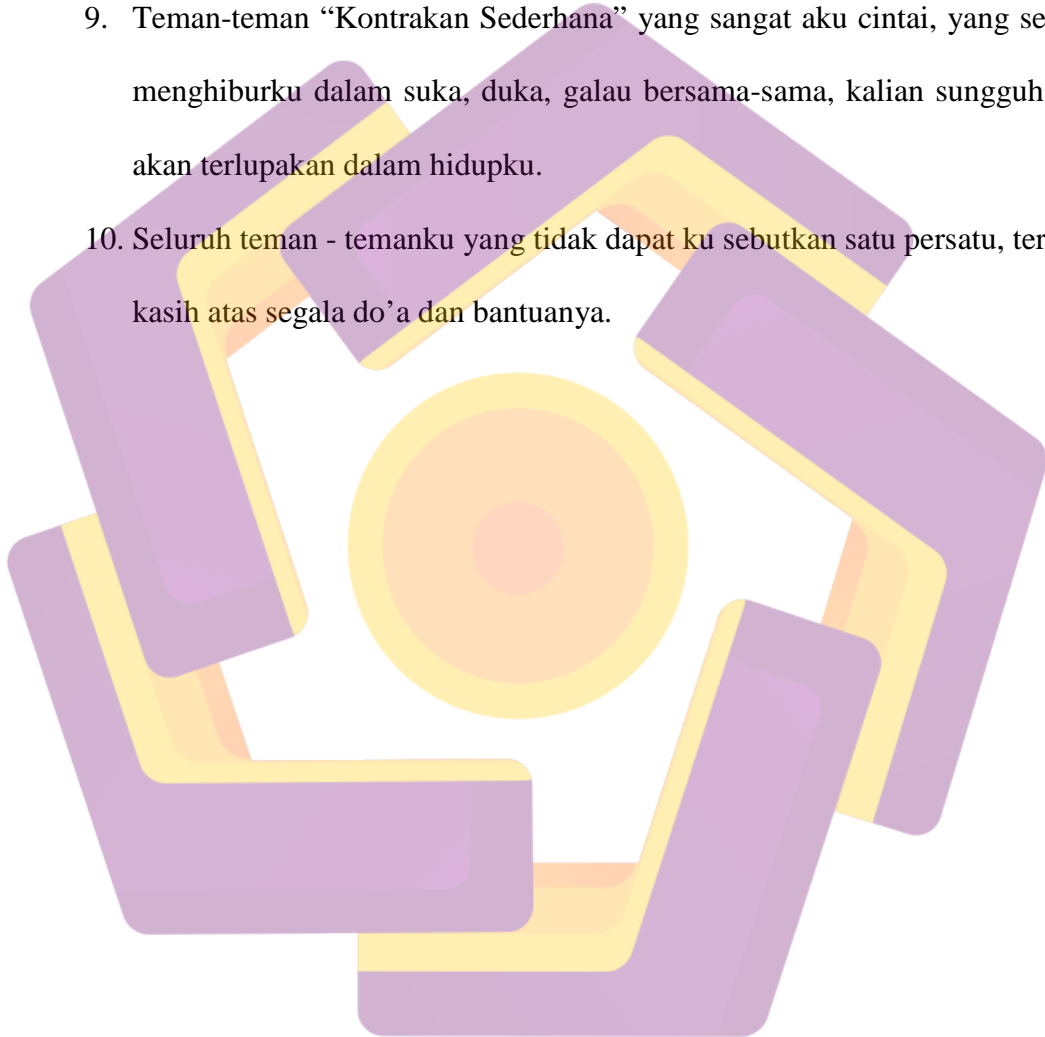 9. Teman-teman “Kontrakan Sederhana” yang sangat aku cintai, yang se
menghiburku dalam suka, duka, galau bersama-sama, kalian sungguh
akan terlupakan dalam hidupku.
10. Seluruh teman - temanku yang tidak dapat ku sebutkan satu persatu, ter
kasih atas segala do’a dan bantuanya.